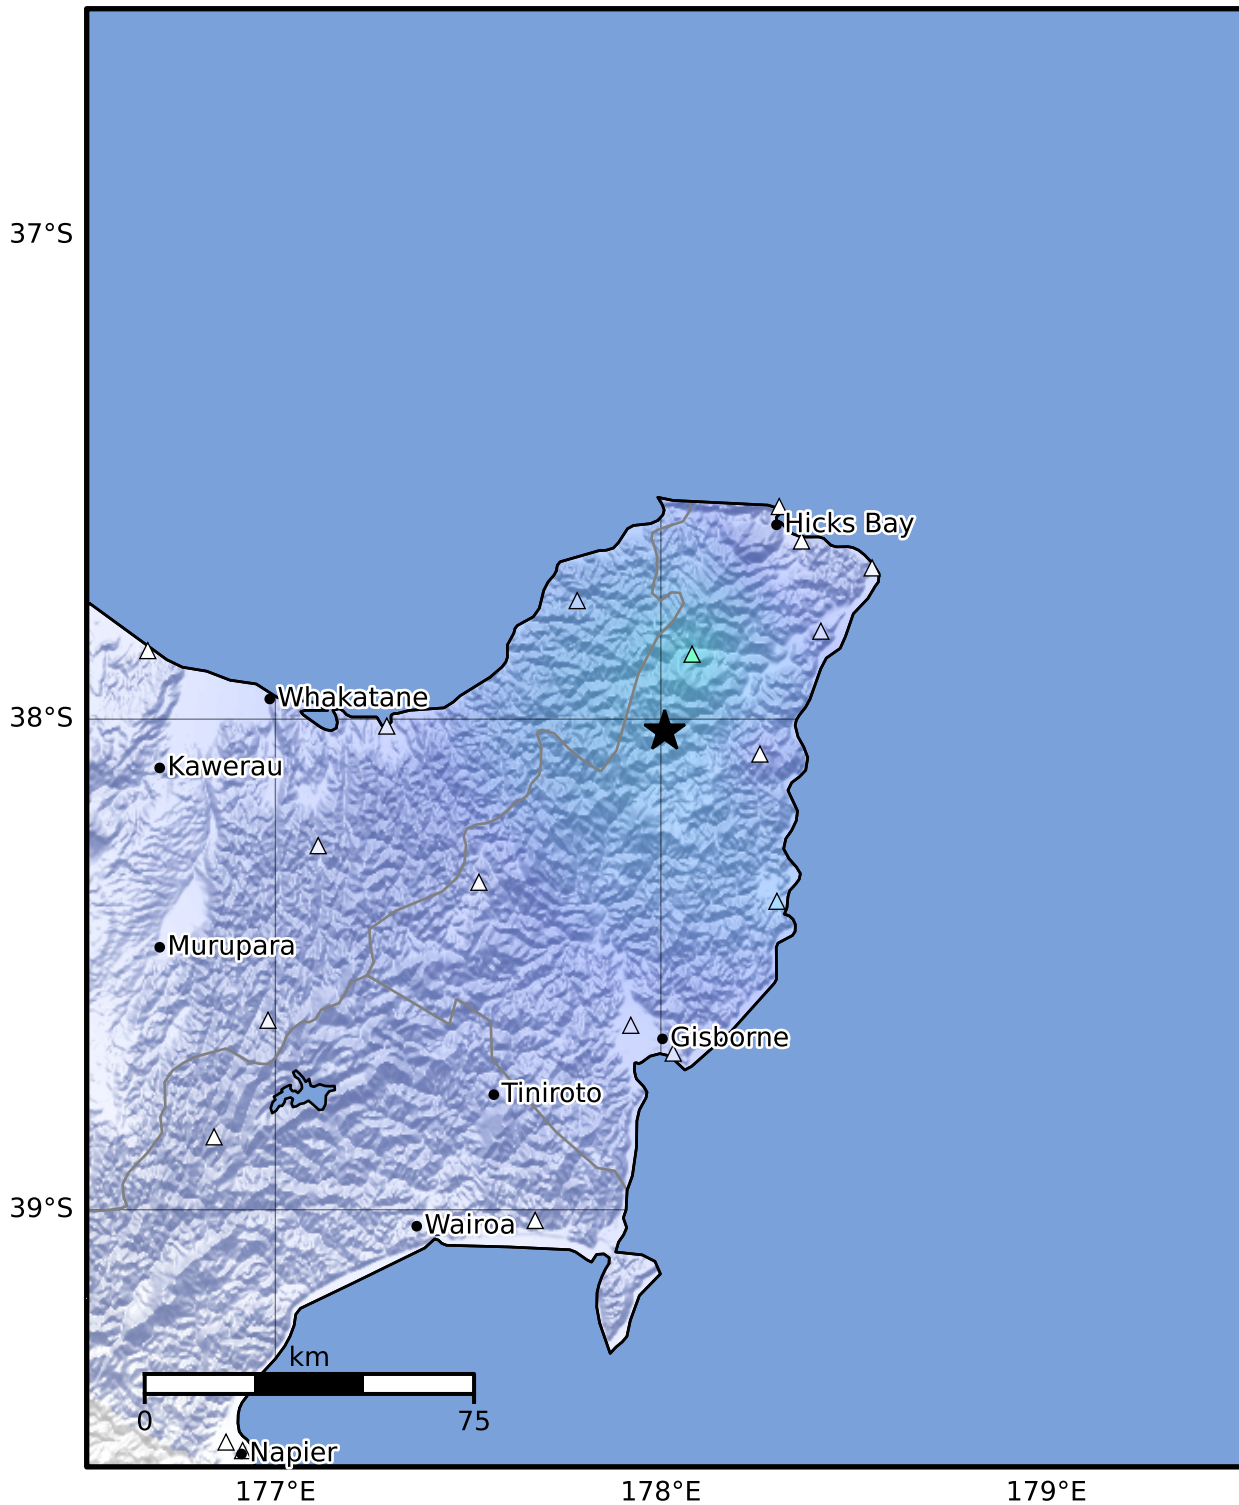 37°S
Hicks Bay
Whakatane
38°S
Kawerau
Murupara
Gisborne
Tiniroto
39°S
Wairoa
km
0 75
Napier
177°E 178°E 179°E